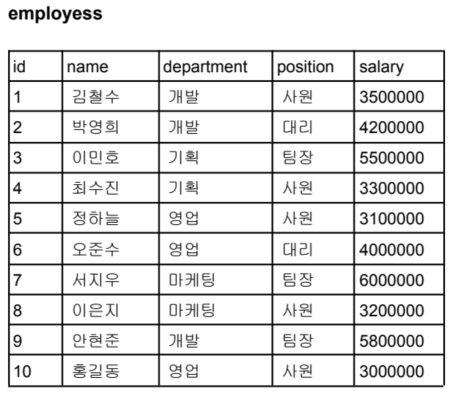 employess
id name department position salary
1 김철수 개발 사원 3500000
2 박영희 개발 대리 4200000
3 이민호 기획 팀장 5500000
4 최수진 기획 사원 3300000
5 정하늘 영업 사원 3100000
6 오준수 영업 대리 4000000
7 서지우 마케팅 팀장 6000000
8 이은지 마케팅 사원 3200000
9 안현준 개발 팀장 5800000
10 홍길동 영업 사원 3000000